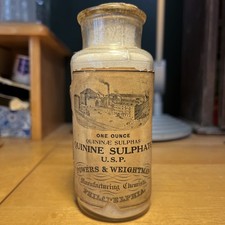 ONE OUNCE
QUININÆ SULPHAS
QUININE SULPHATE
U.S.P.
POWERS & WEIGHTMAN
Manufacturing Chemists
PHILADELPHIA